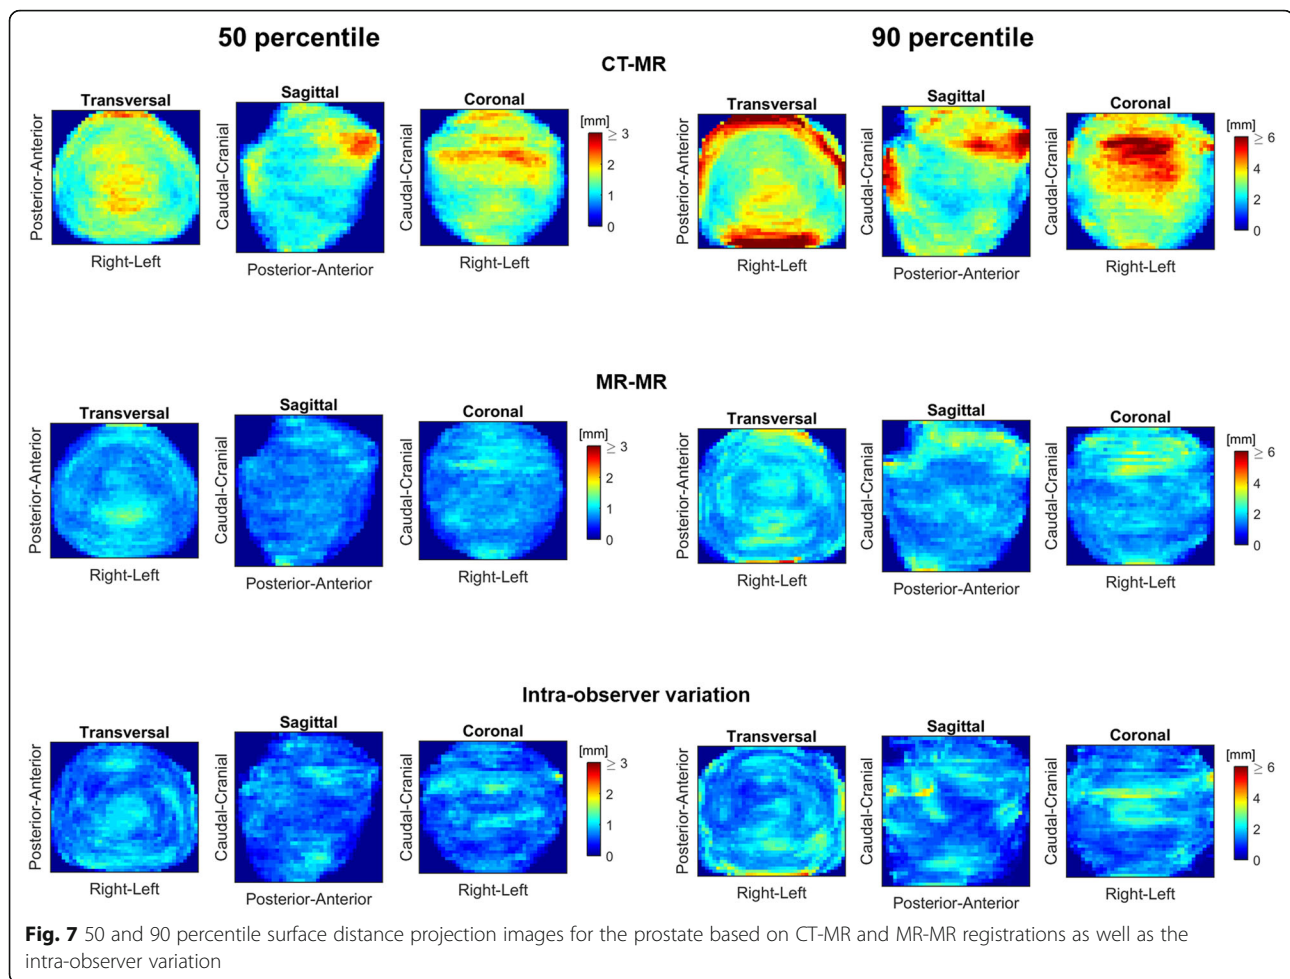 50 percentile
90 percentile
CT-MR
Transversal
Sagittal
Coronal
Transversal
Sagittal
Coronal
Posterior-Anterior
Right-Left
Caudal-Cranial
Posterior-Anterior
Caudal-Cranial
Right-Left
[mm]
≥ 3
2
1
0
Posterior-Anterior
Right-Left
Caudal-Cranial
Posterior-Anterior
Caudal-Cranial
Right-Left
[mm]
≥ 6
4
2
0
MR-MR
Transversal
Sagittal
Coronal
Transversal
Sagittal
Coronal
Posterior-Anterior
Right-Left
Caudal-Cranial
Posterior-Anterior
Caudal-Cranial
Right-Left
[mm]
≥ 3
2
1
0
Posterior-Anterior
Right-Left
Caudal-Cranial
Posterior-Anterior
Caudal-Cranial
Right-Left
[mm]
≥ 6
4
2
0
Intra-observer variation
Transversal
Sagittal
Coronal
Transversal
Sagittal
Coronal
Posterior-Anterior
Right-Left
Caudal-Cranial
Posterior-Anterior
Caudal-Cranial
Right-Left
[mm]
≥ 3
2
1
0
Posterior-Anterior
Right-Left
Caudal-Cranial
Posterior-Anterior
Caudal-Cranial
Right-Left
[mm]
≥ 6
4
2
0
Fig. 7 50 and 90 percentile surface distance projection images for the prostate based on CT-MR and MR-MR registrations as well as the
intra-observer variation